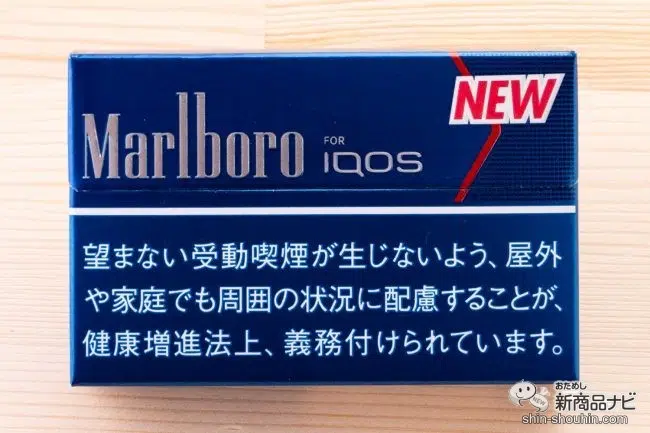 NEW
Marlboro FOR IQOS
望まない受動喫煙が生じないよう、屋外
や家庭でも周囲の状況に配慮することが、
健康増進法上、義務付けられています。
おためし
新商品ナビ
shin-shouhin.com